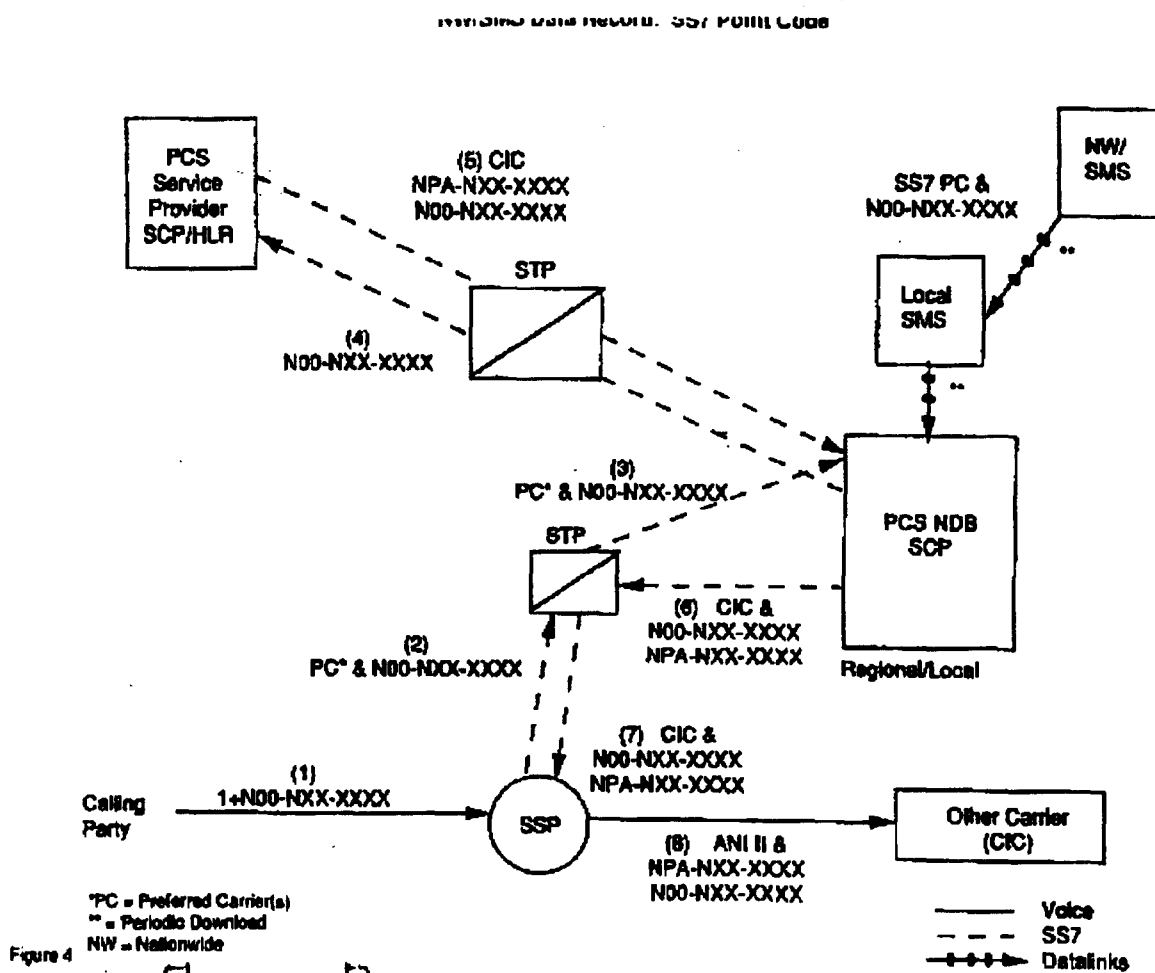 NW/SMS Data Record: SS7 Point Code
PCS
Service
Provider
SCP/HLR
(5) CIC
NPA-NXX-XXXX
N00-NXX-XXXX
SS7 PC &
N00-NXX-XXXX
NW/
SMS
**
STP
Local
SMS
(4)
N00-NXX-XXXX
**
(3)
PC* & N00-NXX-XXXX
PCS NDB
SCP
STP
(6) CIC &
N00-NXX-XXXX
NPA-NXX-XXXX
Regional/Local
(2)
PC* & N00-NXX-XXXX
(7) CIC &
N00-NXX-XXXX
NPA-NXX-XXXX
Calling
Party
(1)
1+N00-NXX-XXXX
SSP
Other Carrier
(CIC)
(8) ANI II &
NPA-NXX-XXXX
N00-NXX-XXXX
*PC = Preferred Carrier(s)
** = Periodic Download
NW = Nationwide
Figure 4
Voice
SS7
Datalinks